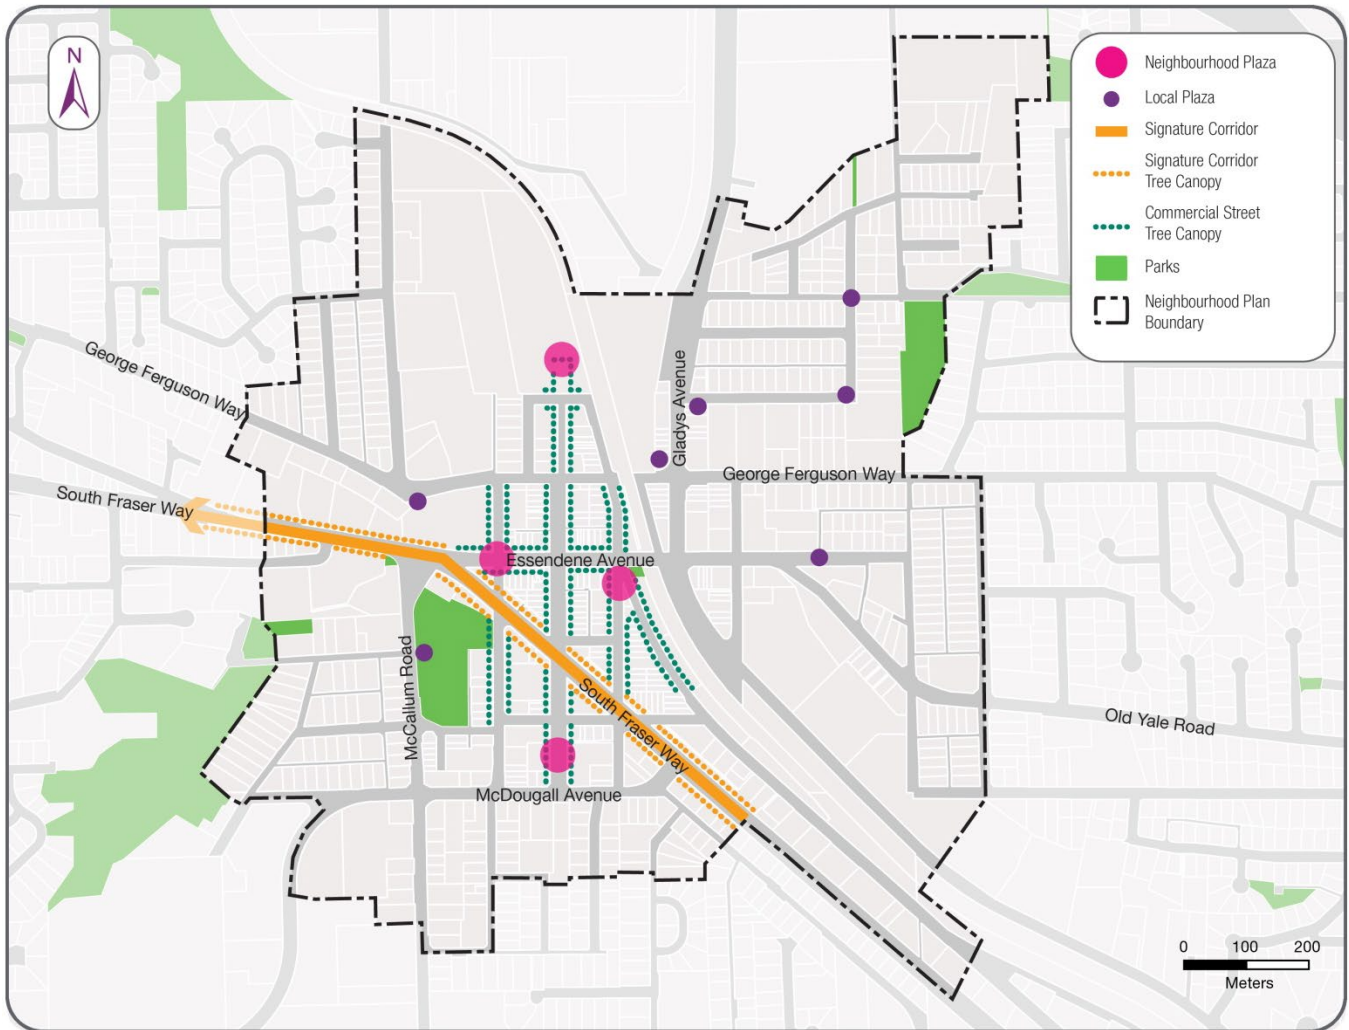 N
Neighbourhood Plaza
Local Plaza
Signature Corridor
Signature Corridor
Tree Canopy
Commercial Street
Tree Canopy
Parks
Neighbourhood Plan
Boundary
George Ferguson Way
Gladys Avenue
George Ferguson Way
South Fraser Way
Essendene Avenue
McCallum Road
South Fraser Way
Old Yale Road
McDougall Avenue
0 100 200
Meters